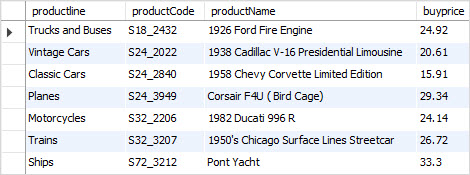 productline productCode productName buyprice
Trucks and Buses S18_2432 1926 Ford Fire Engine 24.92
Vintage Cars S24_2022 1938 Cadillac V-16 Presidential Limousine 20.61
Classic Cars S24_2840 1958 Chevy Corvette Limited Edition 15.91
Planes S24_3949 Corsair F4U ( Bird Cage) 29.34
Motorcycles S32_2206 1982 Ducati 996 R 24.14
Trains S32_3207 1950's Chicago Surface Lines Streetcar 26.72
Ships S72_3212 Pont Yacht 33.3